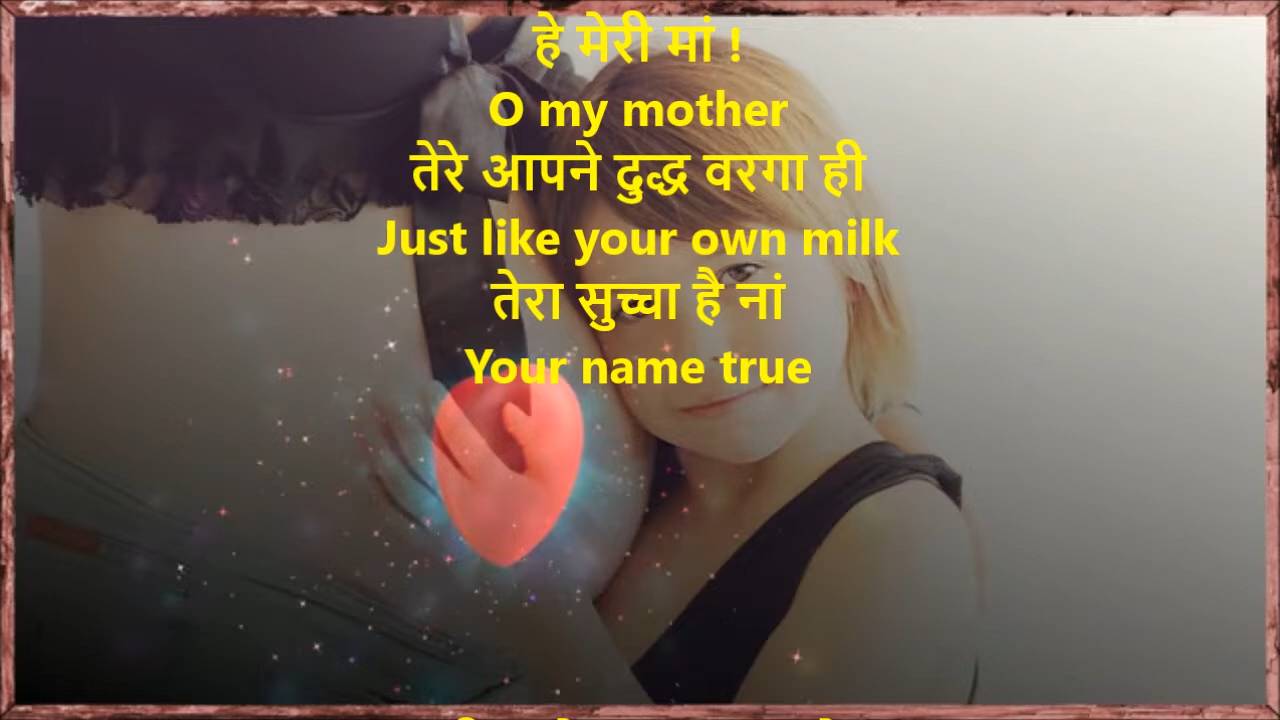 हे मेरी मां !
O my mother
तेरे आपने दुद्ध वरगा ही
Just like your own milk
तेरा सुच्चा है नां
Your name true